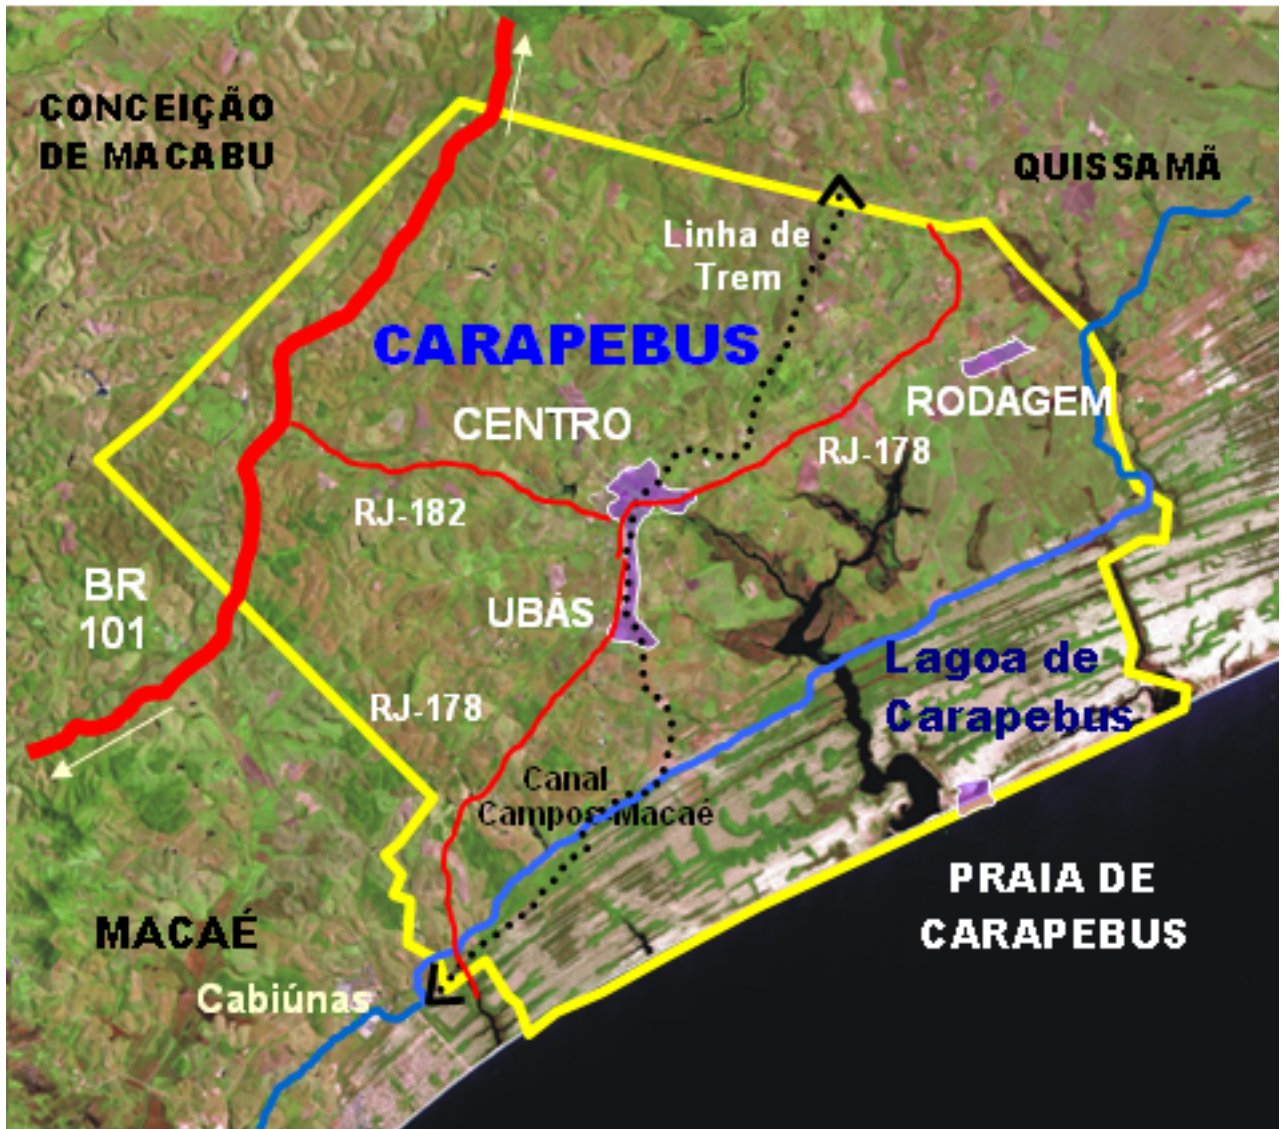 CONCEIÇÃO
DE MACABU
QUISSAMÃ
Linha de
Trem
CARAPEBUS
CENTRO
RODAGEM
RJ-178
RJ-182
BR
101
UBÁS
Lagoa de
Carapebus
RJ-178
Canal
Campos-Macaé
PRAIA DE
CARAPEBUS
MACAÉ
Cabiúnas